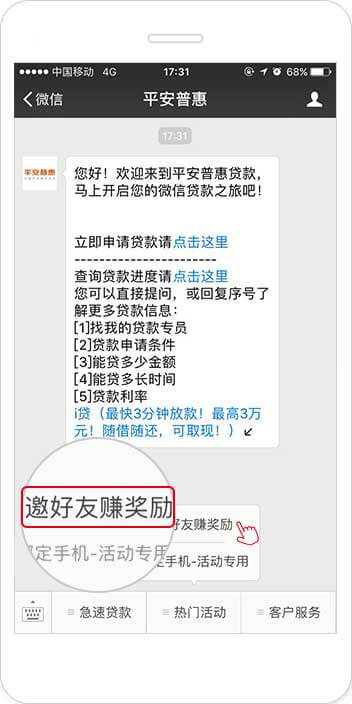 中国移动 4G 17:31 68%
微信 平安普惠
17:31
平安普惠
您好！欢迎来到平安普惠贷款，
马上开启您的微信贷款之旅吧！
立即申请贷款请点击这里
-----------------------
查询贷款进度请点击这里
您可以直接提问，或回复序号了
解更多贷款信息：
[1]找我的贷款专员
[2]贷款申请条件
[3]能贷多少金额
[4]能贷多长时间
[5]贷款利率
i贷（最快3分钟放款！最高3万
元！随借随还，可取现！）↙
邀好友赚奖励
好友赚奖励
定手机-活动专用
定手机-活动专用
急速贷款 热门活动 客户服务